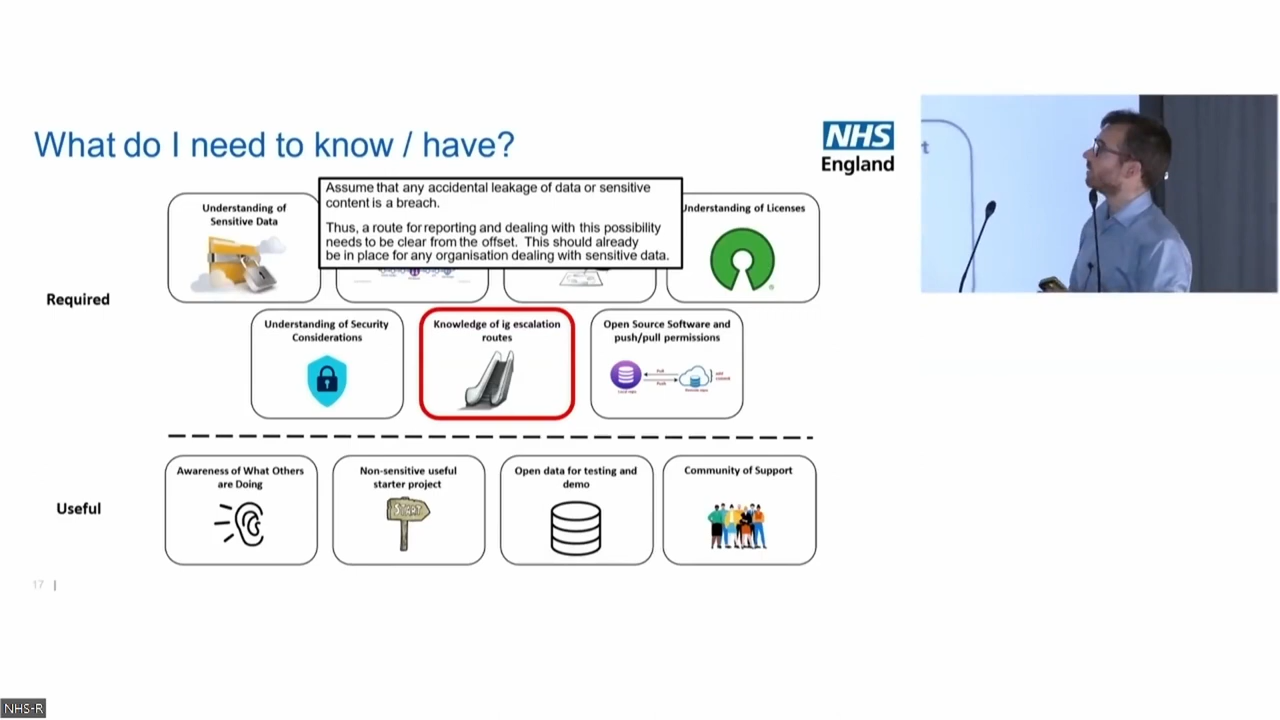 What do I need to know / have?
NHS
England
Assume that any accidental leakage of data or sensitive
content is a breach.
Thus, a route for reporting and dealing with this possibility
needs to be clear from the offset. This should already
be in place for any organisation dealing with sensitive data.
Understanding of
Sensitive Data
nderstanding of Licenses
Required
Understanding of Security
Considerations
Knowledge of ig escalation
routes
Open Source Software and
push/pull permissions
Pull
Push
Awareness of What Others
are Doing
Non-sensitive useful
starter project
START
Open data for testing and
demo
Community of Support
Useful
17 |
NHS-R